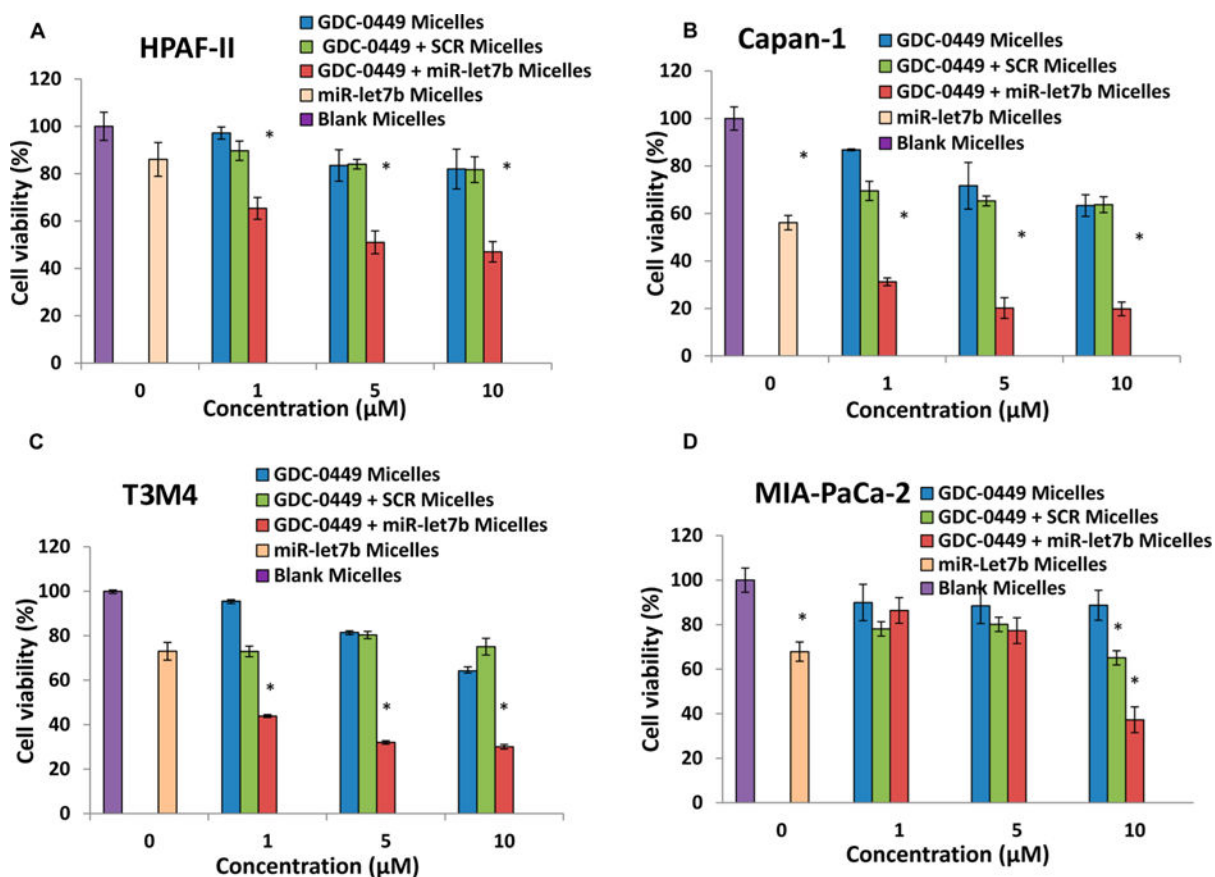 A
HPAF-II
GDC-0449 Micelles
GDC-0449 + SCR Micelles
GDC-0449 + miR-let7b Micelles
miR-let7b Micelles
Blank Micelles
Cell viability (%)
120
100
80
60
40
20
0
*
*
*
0 1 5 10
Concentration (μM)
B
Capan-1
GDC-0449 Micelles
GDC-0449 + SCR Micelles
GDC-0449 + miR-let7b Micelles
miR-let7b Micelles
Blank Micelles
Cell viability (%)
120
100
80
60
40
20
0
*
*
*
*
0 1 5 10
Concentration (μM)
C
T3M4
GDC-0449 Micelles
GDC-0449 + SCR Micelles
GDC-0449 + miR-let7b Micelles
miR-let7b Micelles
Blank Micelles
Cell viability (%)
120
100
80
60
40
20
0
*
*
*
0 1 5 10
Concentration (μM)
D
MIA-PaCa-2
GDC-0449 Micelles
GDC-0449 + SCR Micelles
GDC-0449 + miR-let7b Micelles
miR-Let7b Micelles
Blank Micelles
Cell viability (%)
120
100
80
60
40
20
0
*
*
*
0 1 5 10
Concentration (μM)